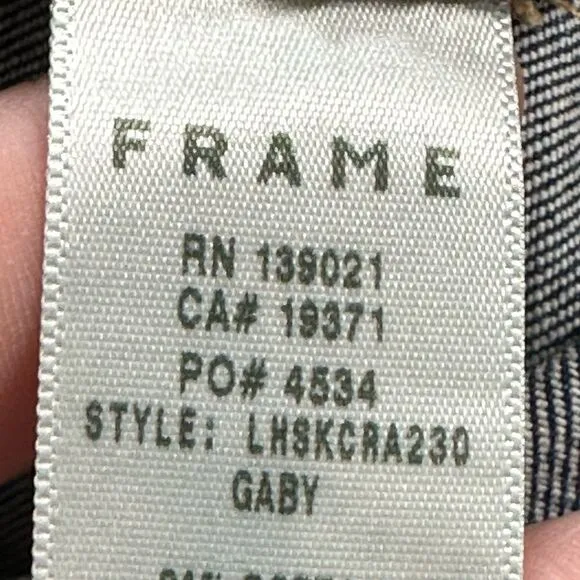 FRAME
RN 139021
CA# 19371
PO# 4534
STYLE: LHSKCRA230
GABY